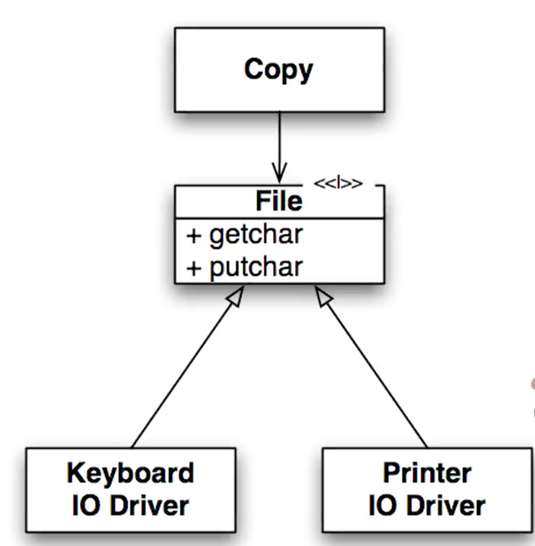 Copy
<<I>>
File
+ getchar
+ putchar
Keyboard
IO Driver
Printer
IO Driver